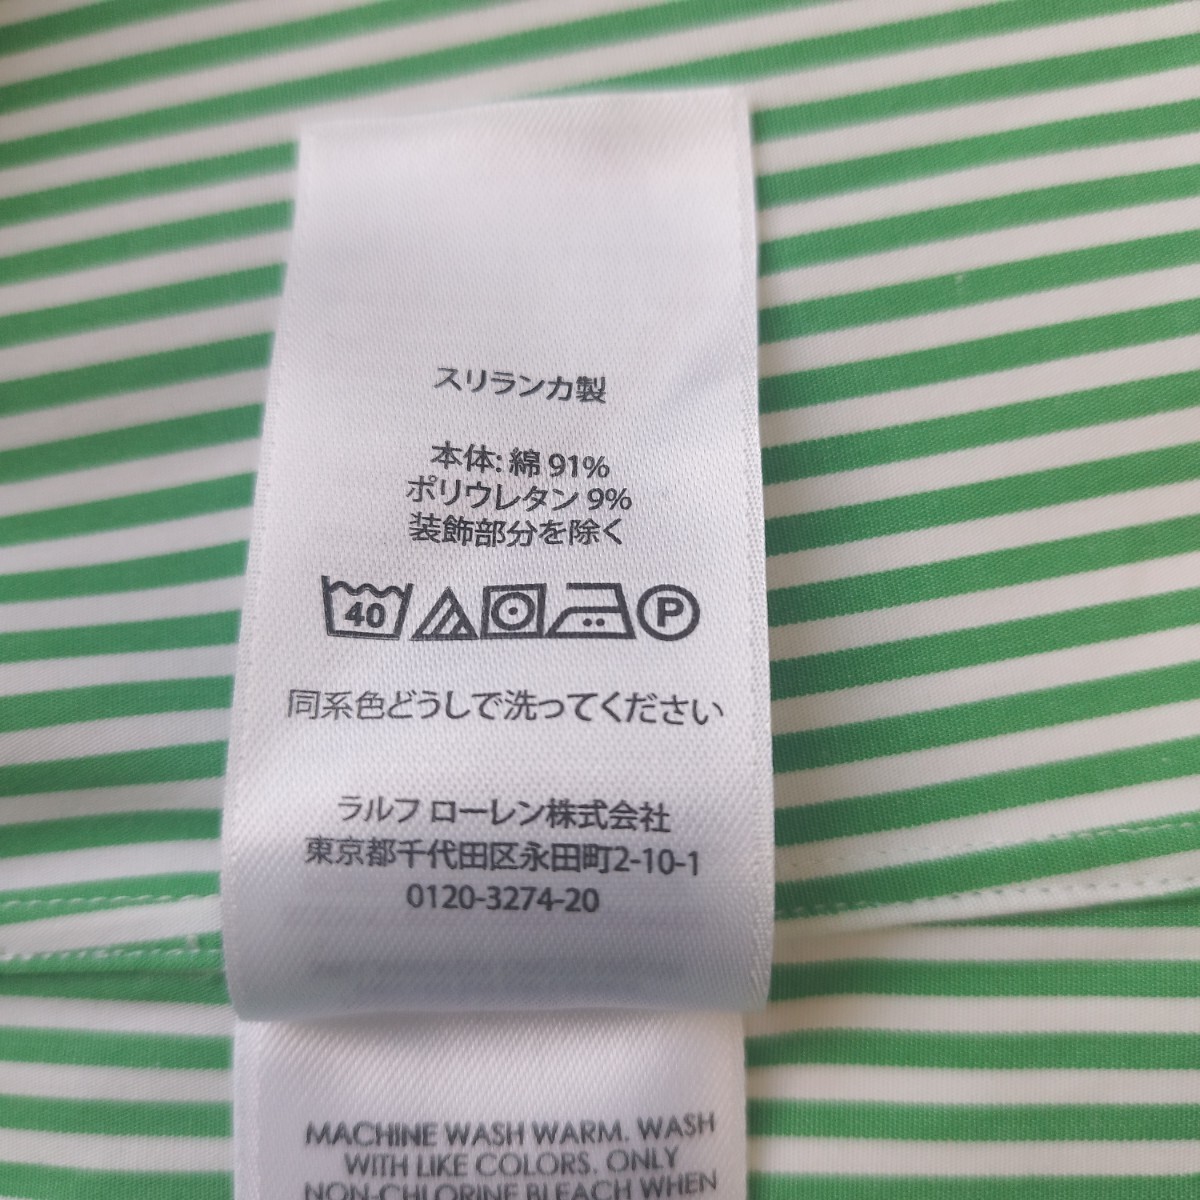 スリランカ製
本体: 綿 91%
ポリウレタン 9%
装飾部分を除く
40 P
同系色どうしで洗ってください
ラルフ ローレン株式会社
東京都千代田区永田町2-10-1
0120-3274-20
MACHINE WASH WARM. WASH
WITH LIKE COLORS. ONLY
NON-CHLORINE BLEACH WHEN